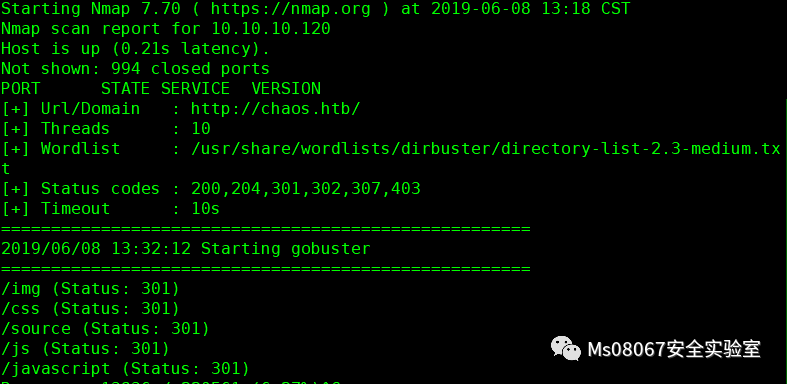 Starting Nmap 7.70 ( https://nmap.org ) at 2019-06-08 13:18 CST
Nmap scan report for 10.10.10.120
Host is up (0.21s latency).
Not shown: 994 closed ports
PORT      STATE SERVICE  VERSION
[+] Url/Domain   : http://chaos.htb/
[+] Threads      : 10
[+] Wordlist     : /usr/share/wordlists/dirbuster/directory-list-2.3-medium.tx
t
[+] Status codes : 200,204,301,302,307,403
[+] Timeout      : 10s
=====================================================
2019/06/08 13:32:12 Starting gobuster
=====================================================
/img (Status: 301)
/css (Status: 301)
/source (Status: 301)
/js (Status: 301)
/javascript (Status: 301)
Ms08067安全实验室